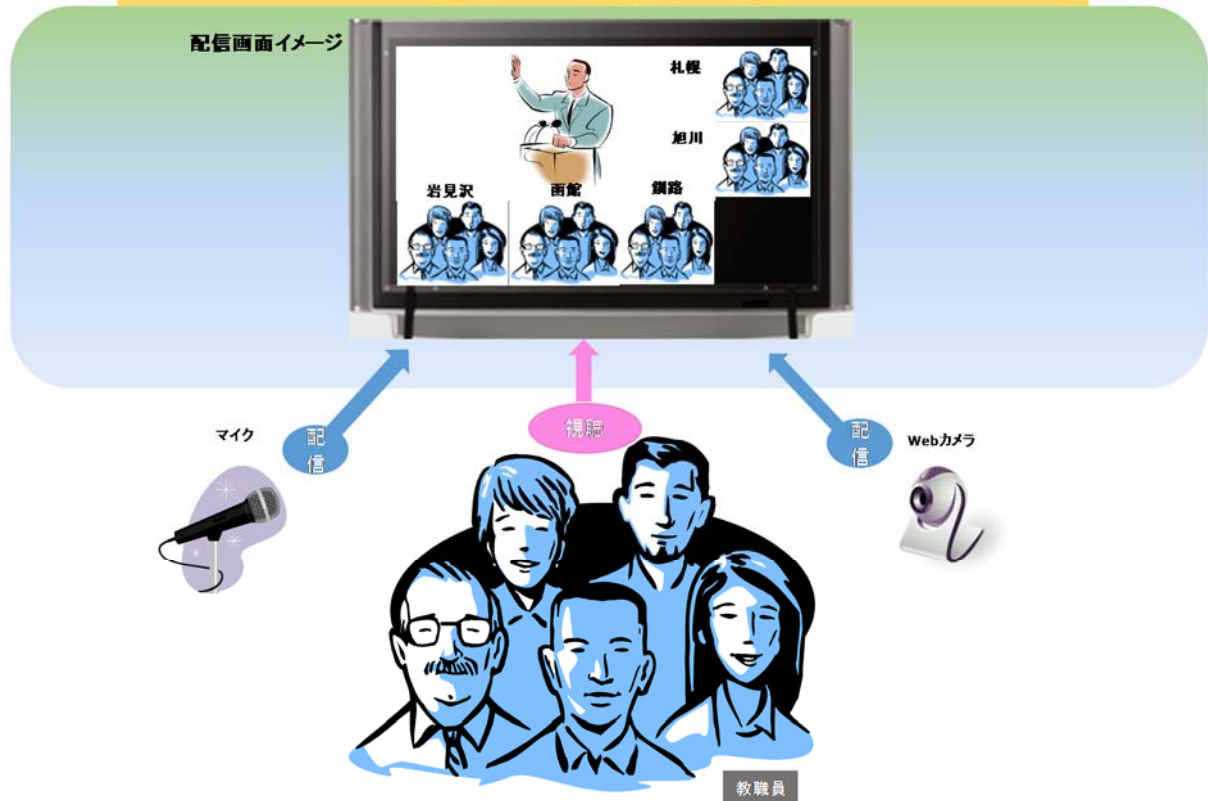 配信画面イメージ
札幌
旭川
岩見沢
函館
釧路
マイク
配
信
視聴
配
信
Webカメラ
教職員